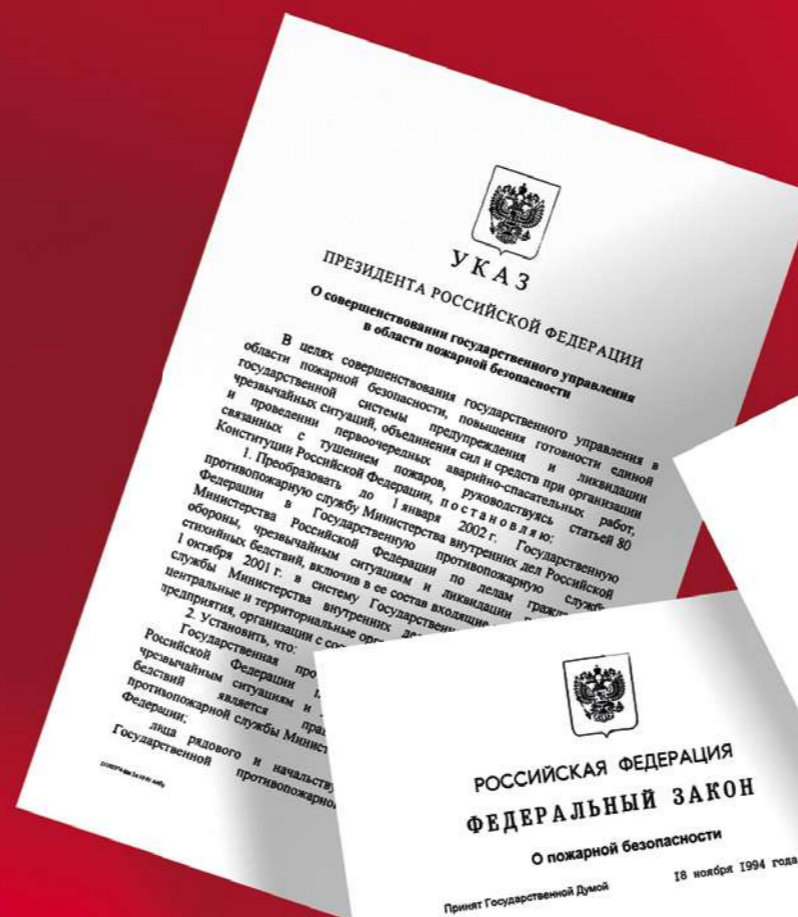 УКАЗ
ПРЕЗИДЕНТА РОССИЙСКОЙ ФЕДЕРАЦИИ
О совершенствовании государственного управления
в области пожарной безопасности
В целях совершенствования государственного управления в
области пожарной безопасности, повышения готовности единой
государственной системы предупреждения и ликвидации
чрезвычайных ситуаций, объединения сил и средств при организации
и проведении первоочередных аварийно-спасательных работ,
связанных с тушением пожаров, руководствуясь статьей 80
Конституции Российской Федерации, постановляю:
1. Преобразовать до 1 января 2002 г. Государственную
противопожарную службу Министерства внутренних дел Российской
Федерации в Государственную противопожарную службу
Министерства Российской Федерации по делам
обороны, чрезвычайным ситуациям и ликвидации
стихийных бедствий, включив в ее состав входящие
1 октября 2001 г. в систему
службы Министерства внутренних
центральные и территориальные
предприятия, организации с
2. Установить, что:
Государственная
Российской Федерации
чрезвычайным ситуациям и
бедствий является
противопожарной службы
Федерации;
лица рядового и
Государственной
РОССИЙСКАЯ ФЕДЕРАЦИЯ
ФЕДЕРАЛЬНЫЙ ЗАКОН
О пожарной безопасности
Принят Государственной Думой 18 ноября 1994 года